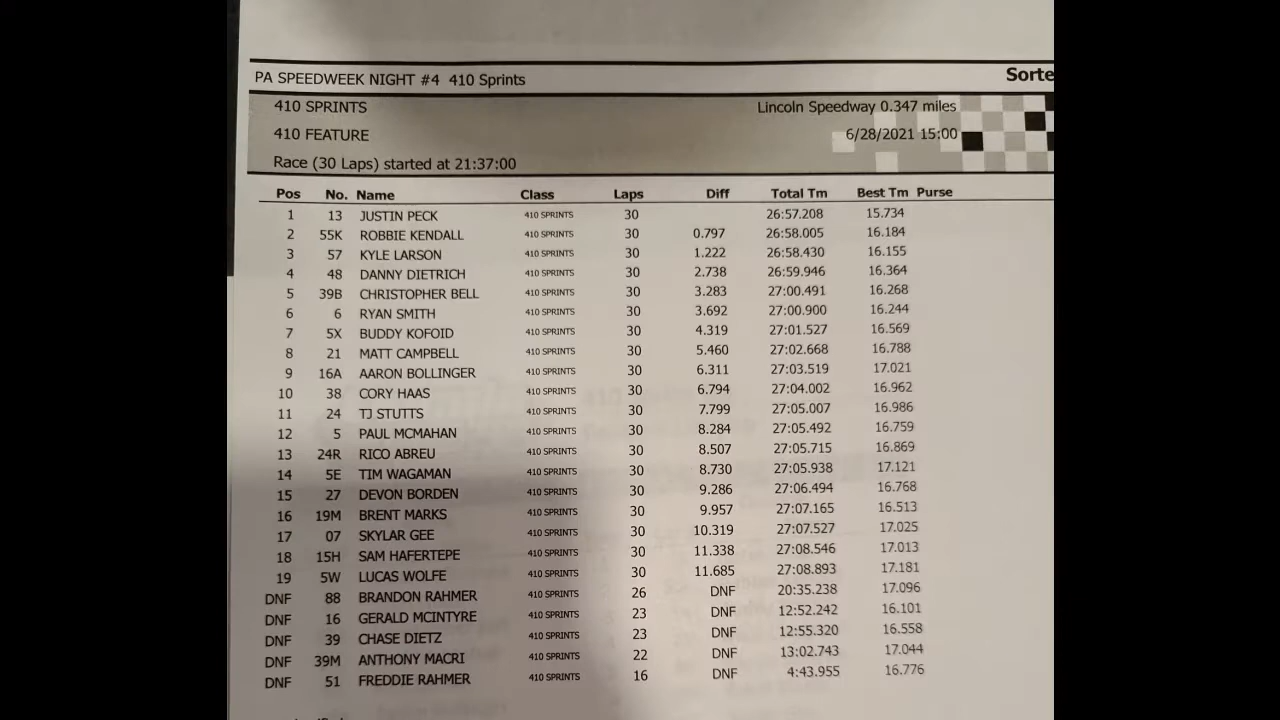 PA SPEEDWEEK NIGHT #4 410 Sprints Sorte
410 SPRINTS Lincoln Speedway 0.347 miles
410 FEATURE 6/28/2021 15:00
Race (30 Laps) started at 21:37:00
Pos No. Name Class Laps Diff Total Tm Best Tm Purse
1 13 JUSTIN PECK 410 SPRINTS 30 26:57.208 15.734
2 55K ROBBIE KENDALL 410 SPRINTS 30 0.797 26:58.005 16.184
3 57 KYLE LARSON 410 SPRINTS 30 1.222 26:58.430 16.155
4 48 DANNY DIETRICH 410 SPRINTS 30 2.738 26:59.946 16.364
5 39B CHRISTOPHER BELL 410 SPRINTS 30 3.283 27:00.491 16.268
6 6 RYAN SMITH 410 SPRINTS 30 3.692 27:00.900 16.244
7 5X BUDDY KOFOID 410 SPRINTS 30 4.319 27:01.527 16.569
8 21 MATT CAMPBELL 410 SPRINTS 30 5.460 27:02.668 16.788
9 16A AARON BOLLINGER 410 SPRINTS 30 6.311 27:03.519 17.021
10 38 CORY HAAS 410 SPRINTS 30 6.794 27:04.002 16.962
11 24 TJ STUTTS 410 SPRINTS 30 7.799 27:05.007 16.986
12 5 PAUL MCMAHAN 410 SPRINTS 30 8.284 27:05.492 16.759
13 24R RICO ABREU 410 SPRINTS 30 8.507 27:05.715 16.869
14 5E TIM WAGAMAN 410 SPRINTS 30 8.730 27:05.938 17.121
15 27 DEVON BORDEN 410 SPRINTS 30 9.286 27:06.494 16.768
16 19M BRENT MARKS 410 SPRINTS 30 9.957 27:07.165 16.513
17 07 SKYLAR GEE 410 SPRINTS 30 10.319 27:07.527 17.025
18 15H SAM HAFERTEPE 410 SPRINTS 30 11.338 27:08.546 17.013
19 5W LUCAS WOLFE 410 SPRINTS 30 11.685 27:08.893 17.181
DNF 88 BRANDON RAHMER 410 SPRINTS 26 DNF 20:35.238 17.096
DNF 16 GERALD MCINTYRE 410 SPRINTS 23 DNF 12:52.242 16.101
DNF 39 CHASE DIETZ 410 SPRINTS 23 DNF 12:55.320 16.558
DNF 39M ANTHONY MACRI 410 SPRINTS 22 DNF 13:02.743 17.044
DNF 51 FREDDIE RAHMER 410 SPRINTS 16 DNF 4:43.955 16.776